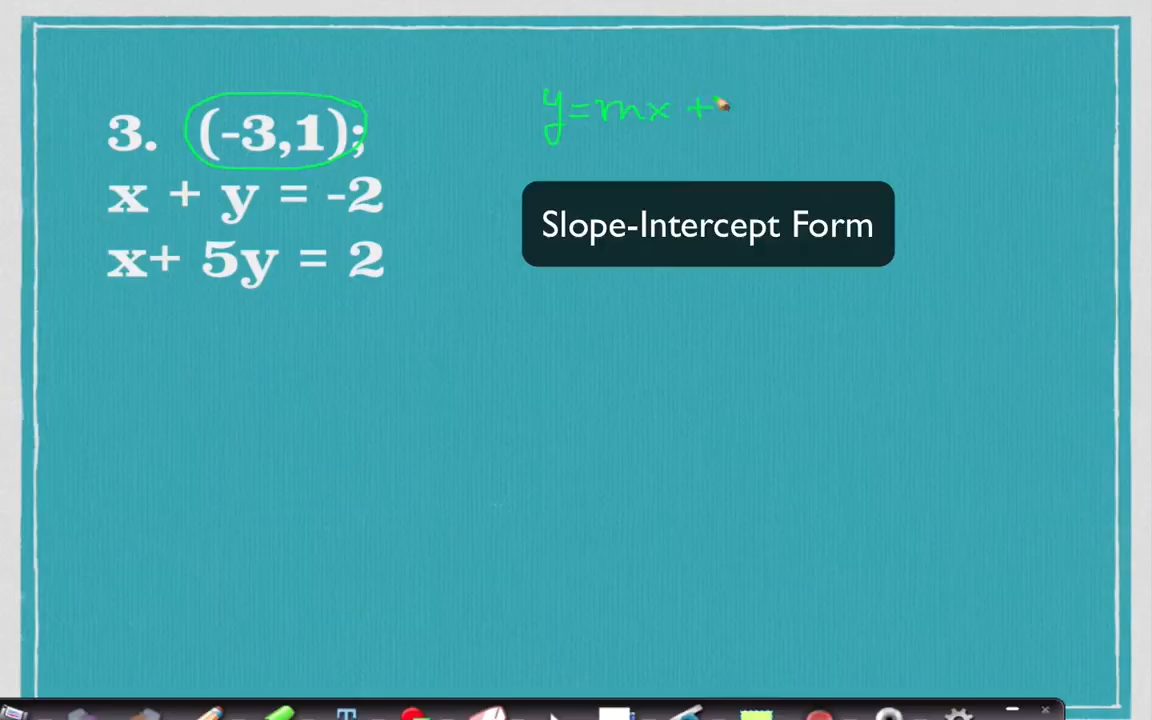 3. (-3,1);
x + y = -2
x+ 5y = 2
y=mx +
Slope-Intercept Form
T